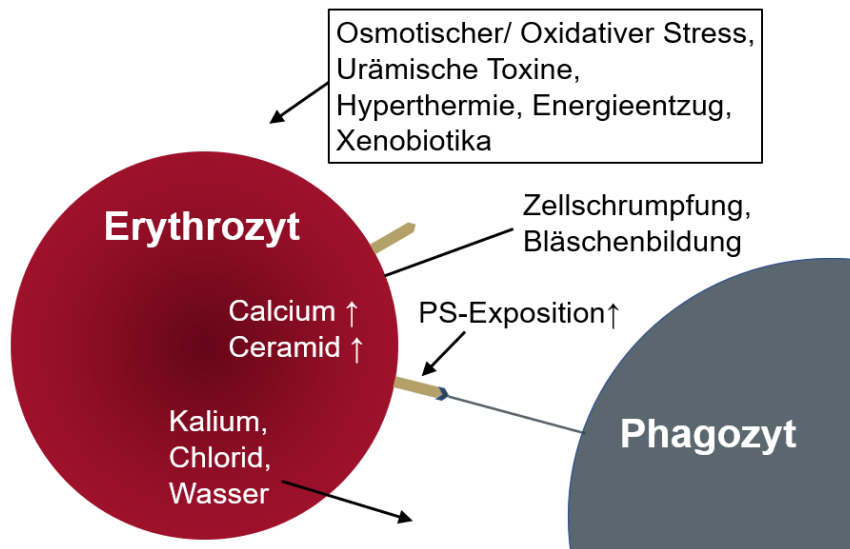 Osmotischer/ Oxidativer Stress,
Urämische Toxine,
Hyperthermie, Energieentzug,
Xenobiotika
Erythrozyt
Zellschrumpfung,
Bläschenbildung
Calcium ↑
Ceramid ↑
PS-Exposition↑
Kalium,
Chlorid,
Wasser
Phagozyt